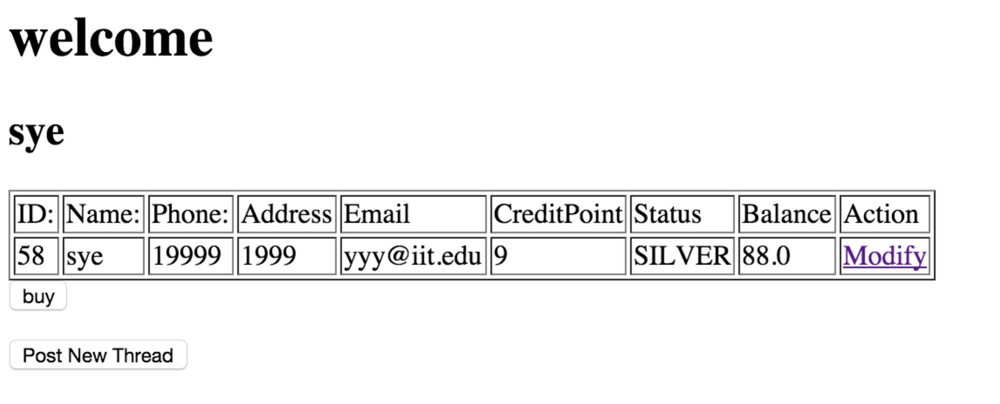 welcome
sye
ID: Name: Phone: Address Email CreditPoint Status Balance Action
58 sye 19999 1999 yyy@iit.edu 9 SILVER 88.0 Modify
buy
Post New Thread